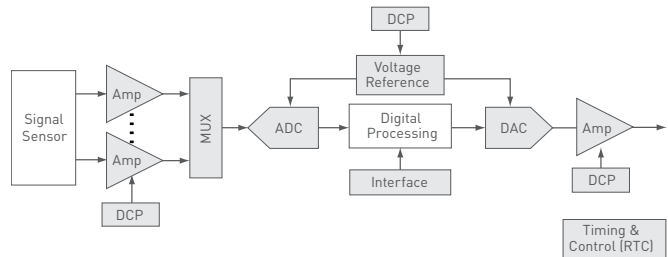 DCP
Voltage
Reference
Signal
Sensor
Amp
Amp
DCP
MUX
ADC
Digital
Processing
Interface
DAC
Amp
DCP
Timing &
Control (RTC)